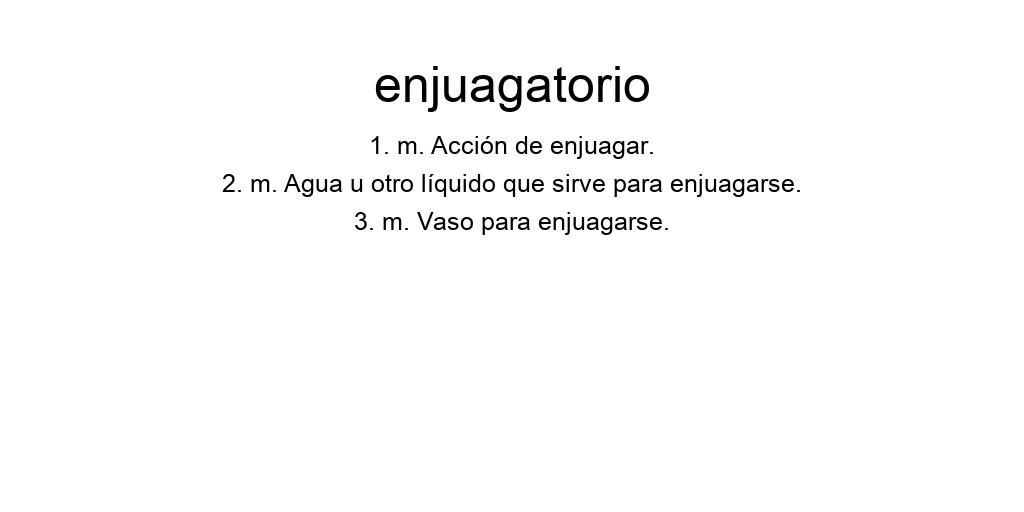 enjuagatorio
1. m. Acción de enjuagar.
2. m. Agua u otro líquido que sirve para enjuagarse.
3. m. Vaso para enjuagarse.